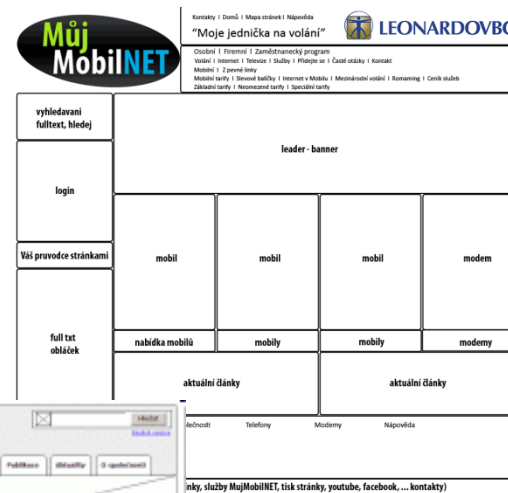 Můj
MobilNET
Kontakty I Domů I Mapa stránek I Nápověda
“Moje jednička na volání”
LEONARDOVBO
Osobní I Firemní I Zaměstnanecký program
Volání I Internet I Televize I Služby I Přidejte se I Časté otázky I Kontakt
Mobilní I Z pevné linky
Mobilní tarify I Slevové balíčky I Internet v Mobilu I Mezinárodní volání I Romaming I Ceník služeb
Základní tarify I Neomezené tarify I Speciální tarify
vyhledavani
fulltext, hledej
leader - banner
login
Váš pruvodce stránkami
mobil
mobil
mobil
modem
full txt
obláček
nabídka mobilů
mobily
mobily
modemy
aktuální články
aktuální články
Hledat
Publikace
Aktuality
O společnosti
lečnosti
Telefony
Modemy
Nápověda
nky, služby MujMobilNET, tisk stránky, youtube, facebook, ... kontakty)